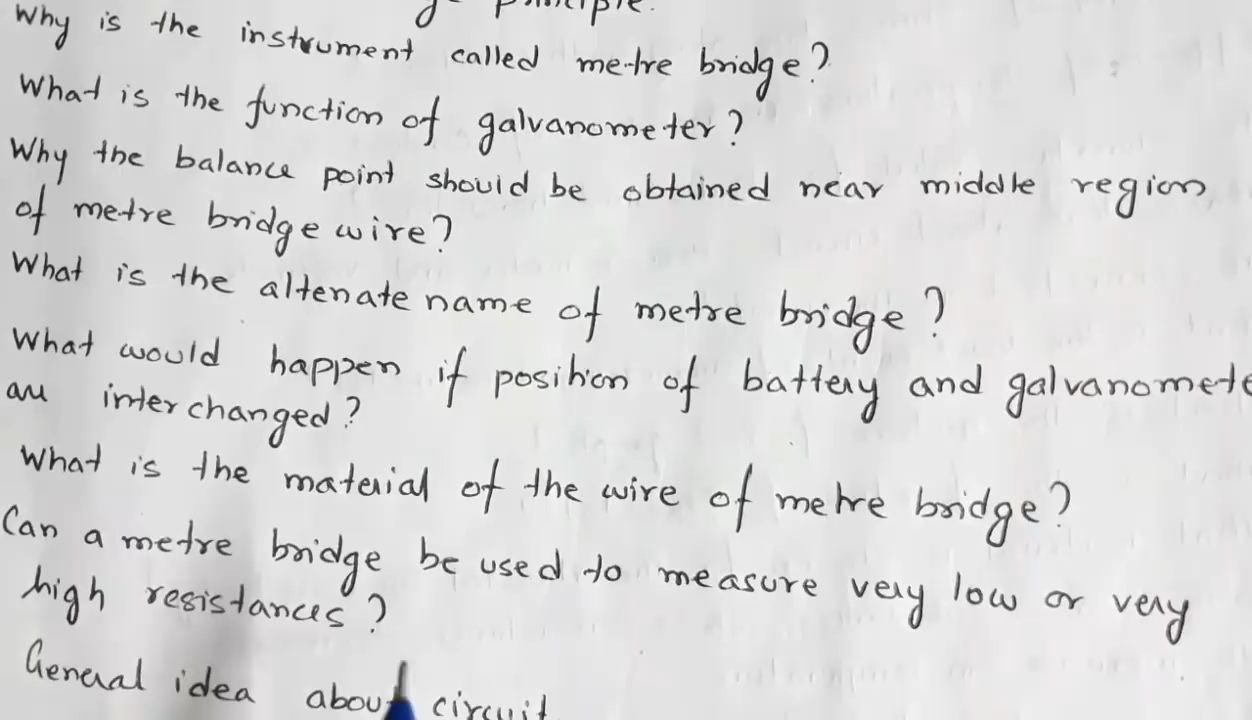 principle.
Why is the instrument called metre bridge?
What is the function of galvanometer?
Why the balance point should be obtained near middle region
of metre bridge wire?
What is the altenate name of metre bridge?
What would happen if position of battery and galvanomete
are interchanged?
What is the material of the wire of metre bridge?
Can a metre bridge be used to measure very low or very
high resistances?
General idea about circuit